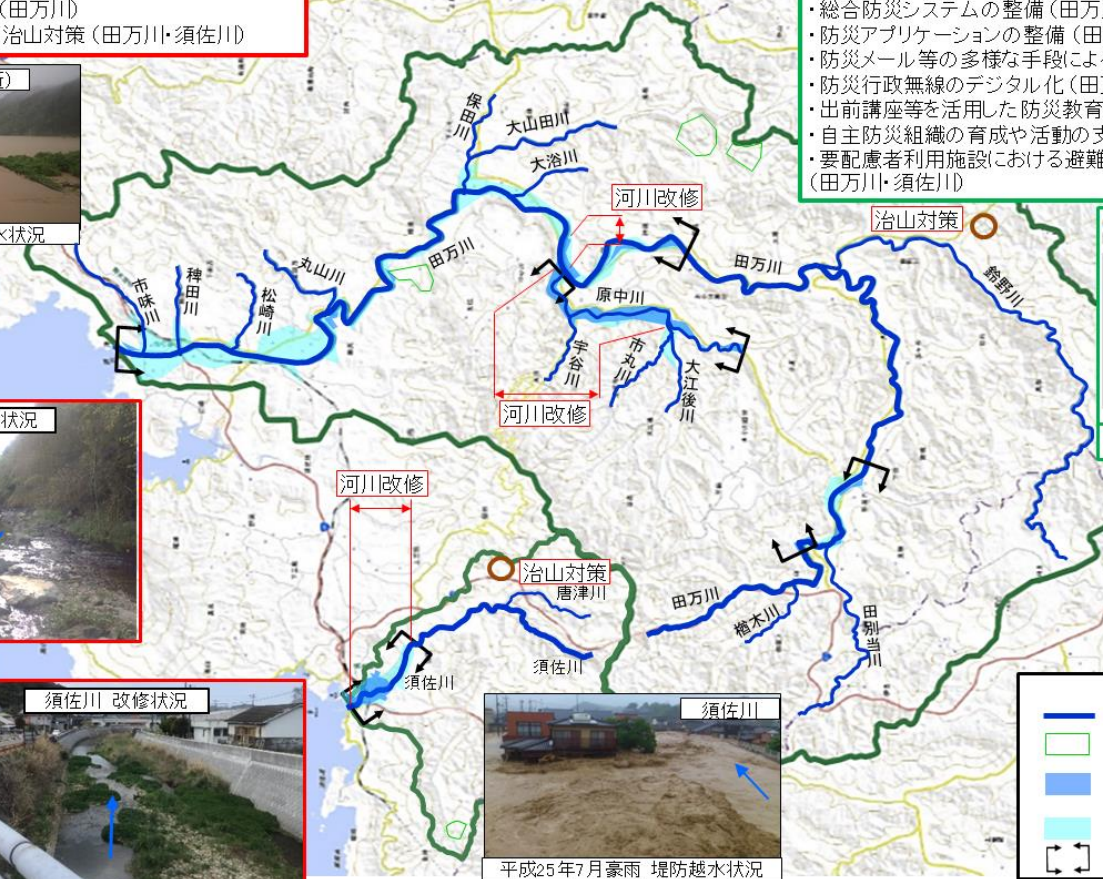 (田万川)
治山対策(田万川・須佐川)
・総合防災システムの整備(田万
・防災アプリケーションの整備(田
・防災メール等の多様な手段によ
・防災行政無線のデジタル化(田
・出前講座等を活用した防災教育
・自主防災組織の育成や活動の支
・要配慮者利用施設における避難
(田万川・須佐川)
状況
保田川
大山田川
大浴川
河川改修
治山対策
田万川
丸山川
松崎川
稗田川
市味川
田万川
鈴野川
原中川
宇谷川
市丸川
大江後川
河川改修
状況
河川改修
治山対策
唐津川
須佐川
須佐川
田万川
楢木川
田別当川
須佐川 改修状況
須佐川
平成25年7月豪雨 堤防越水状況